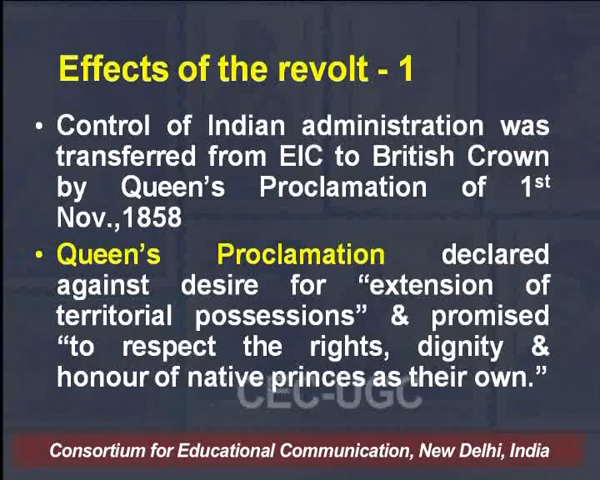 Effects of the revolt - 1
• Control of Indian administration was
transferred from EIC to British Crown
by Queen's Proclamation of 1st
Nov.,1858
• Queen's Proclamation declared
against desire for “extension of
territorial possessions” & promised
“to respect the rights, dignity &
honour of native princes as their own.”
CEC-UGC
Consortium for Educational Communication, New Delhi, India